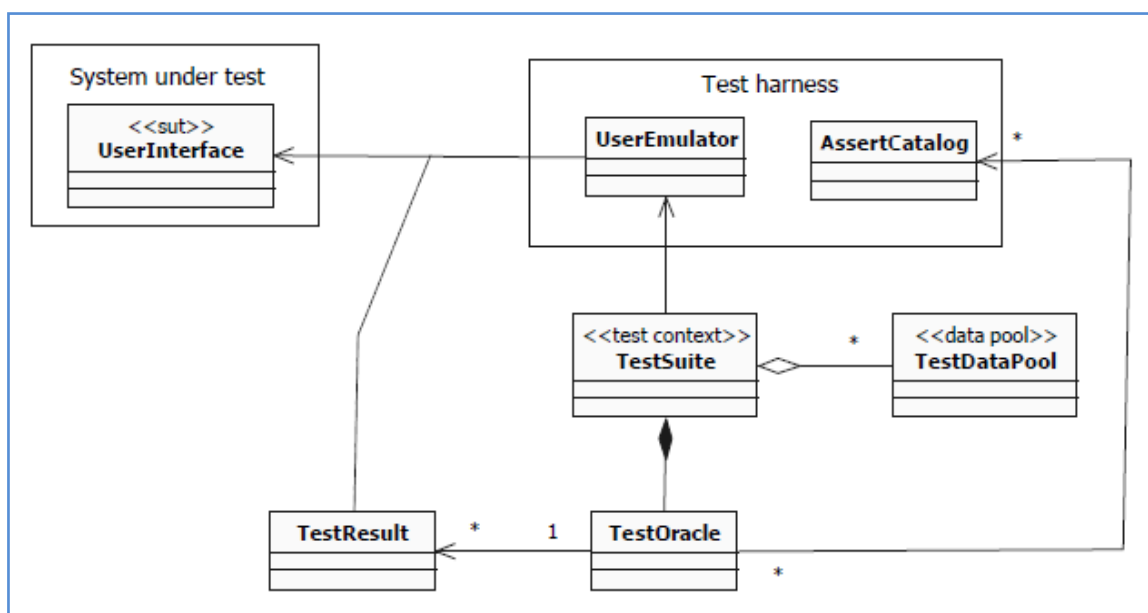 System under test
<<sut>>
UserInterface
Test harness
UserEmulator
AssertCatalog
*
<<test context>>
TestSuite
*
<<data pool>>
TestDataPool
TestResult
*
1
TestOracle
*